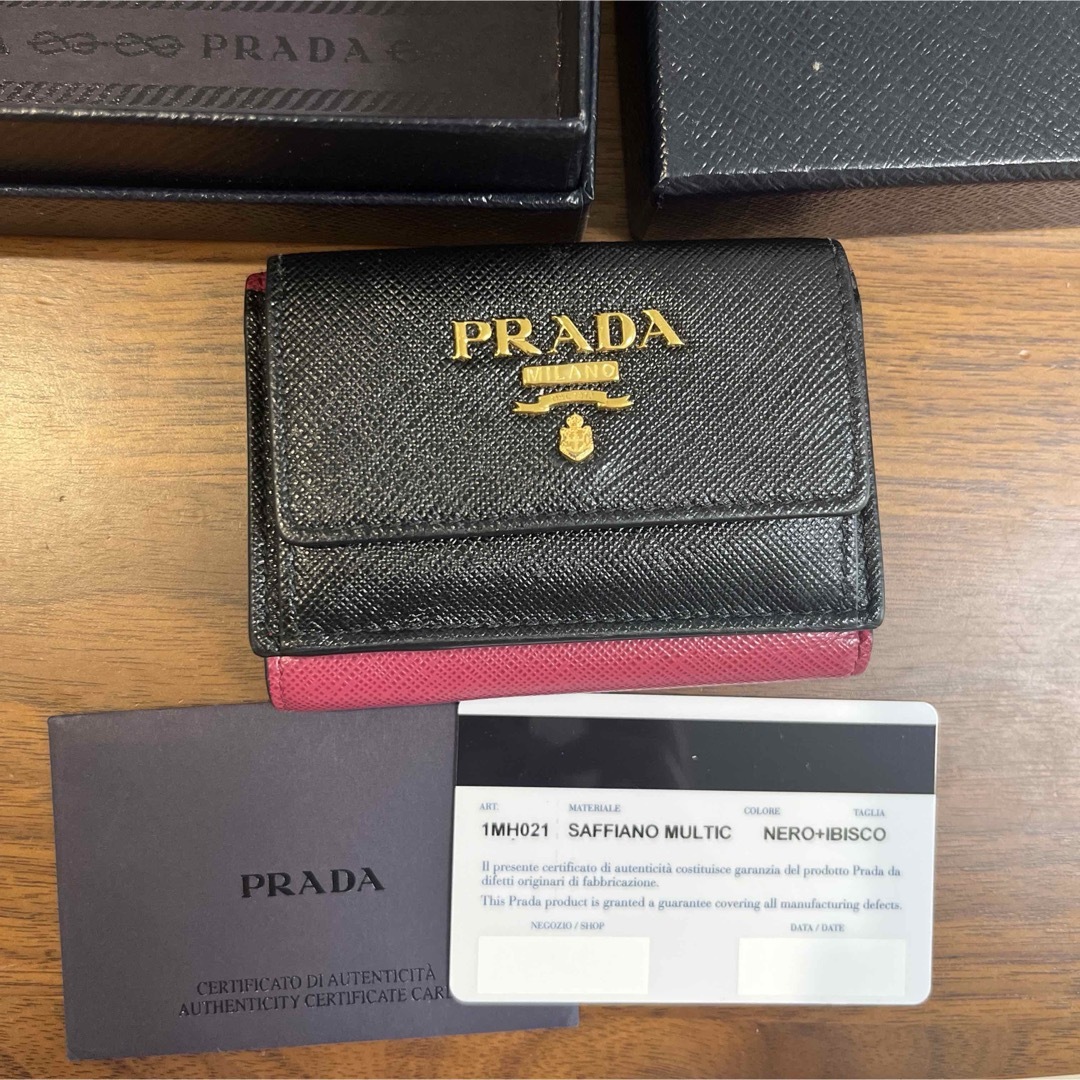 PRADA
PRADA
MILANO
ART. MATERIALE COLORE TAGLIA
1MH021 SAFFIANO MULTIC NERO+IBISCO
Il presente certificato di autenticità costituisce garanzia del prodotto Prada da
difetti originari di fabbricazione.
This Prada product is granted a guarantee covering all manufacturing defects.
NEGOZIO / SHOP DATA / DATE
PRADA
CERTIFICATO DI AUTENTICITÀ
AUTHENTICITY CERTIFICATE CARD